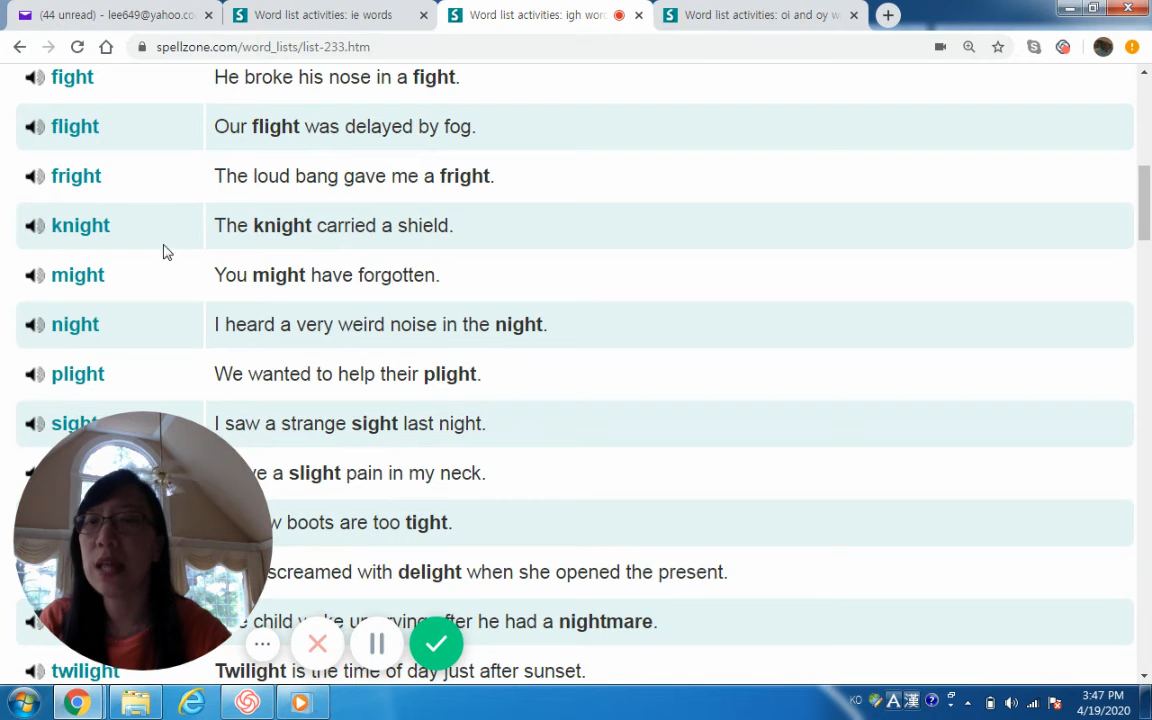 (44 unread) - lee649@yahoo.co
Word list activities: ie words
Word list activities: igh wor
Word list activities: oi and oy w
spellzone.com/word_lists/list-233.htm
fight He broke his nose in a fight.
flight Our flight was delayed by fog.
fright The loud bang gave me a fright.
knight The knight carried a shield.
might You might have forgotten.
night I heard a very weird noise in the night.
plight We wanted to help their plight.
sight I saw a strange sight last night.
a slight pain in my neck.
boots are too tight.
screamed with delight when she opened the present.
child after he had a nightmare.
twilight Twilight is the time of day just after sunset.
KO A 漢
3:47 PM
4/19/2020